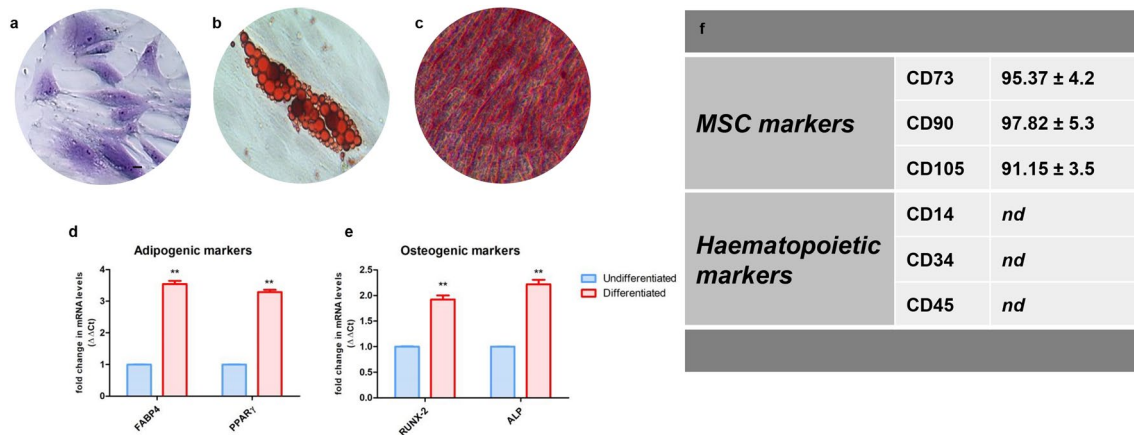 a
b
c
d
Adipogenic markers
fold change in mRNA levels
(Δ ΔCt)
4
3
2
1
0
**
**
FABP4
PPARγ
e
Osteogenic markers
fold change in mRNA levels
(Δ ΔCt)
2.5
2.0
1.5
1.0
0.5
0.0
**
**
RUNX-2
ALP
Undifferentiated
Differentiated
f
MSC markers
CD73 95.37 ± 4.2
CD90 97.82 ± 5.3
CD105 91.15 ± 3.5
Haematopoietic
markers
CD14 nd
CD34 nd
CD45 nd